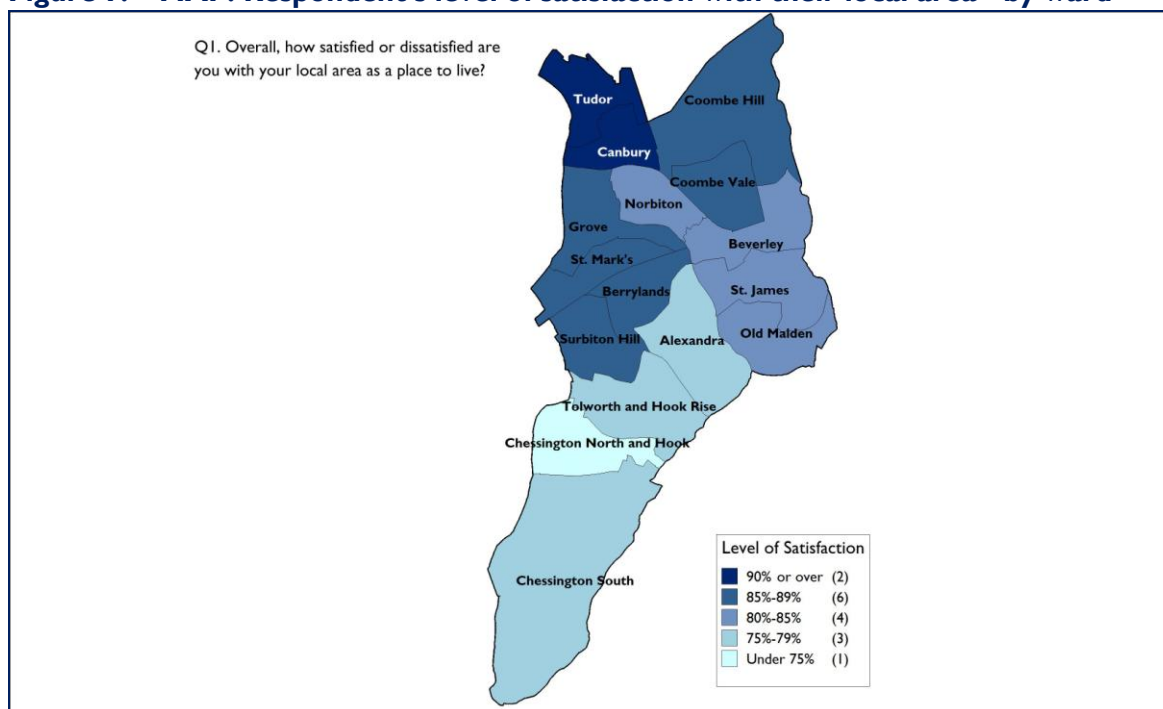 Q1. Overall, how satisfied or dissatisfied are
you with your local area as a place to live?
Tudor
Coombe Hill
Canbury
Coombe Vale
Norbiton
Grove
Beverley
St. Mark's
Berrylands
St. James
Surbiton Hill
Alexandra
Old Malden
Tolworth and Hook Rise
Chessington North and Hook
Chessington South
Level of Satisfaction
90% or over (2)
85%-89% (6)
80%-85% (4)
75%-79% (3)
Under 75% (1)